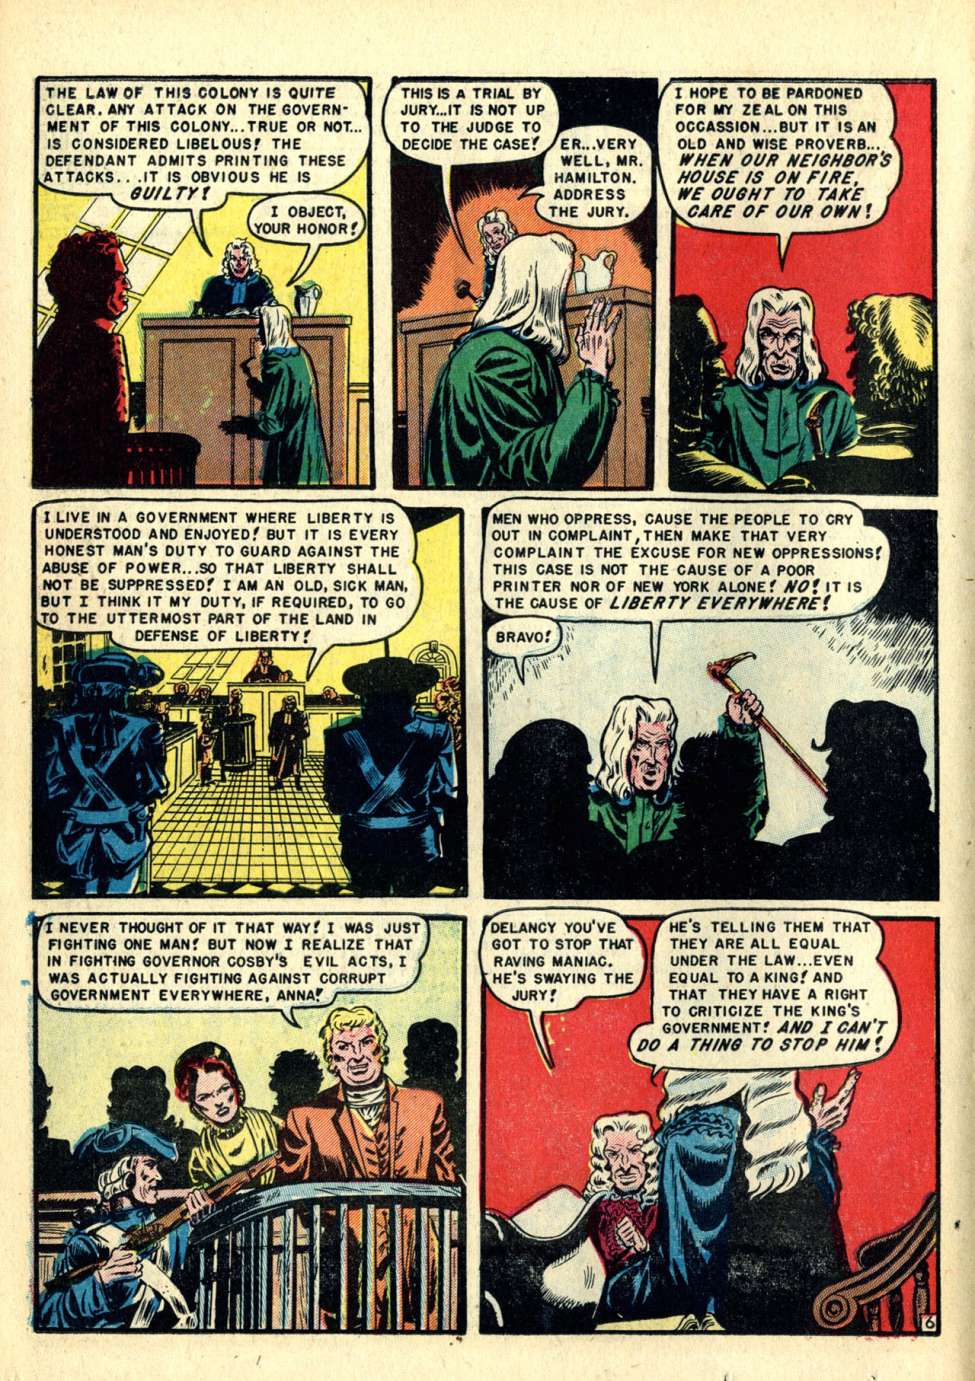 THE LAW OF THIS COLONY IS QUITE
CLEAR, ANY ATTACK ON THE GOVERN-
MENT OF THIS COLONY...TRUE OR NOT...
IS CONSIDERED LIBELOUS! THE
DEFENDANT ADMITS PRINTING THESE
ATTACKS...IT IS OBVIOUS HE IS
GUILTY!
I OBJECT,
YOUR HONOR!
THIS IS A TRIAL BY
JURY...IT IS NOT UP
TO THE JUDGE TO
DECIDE THE CASE!
ER...VERY
WELL, MR.
HAMILTON.
ADDRESS
THE JURY.
I HOPE TO BE PARDONED
FOR MY ZEAL ON THIS
OCCASSION...BUT IT IS AN
OLD AND WISE PROVERB...
WHEN OUR NEIGHBOR'S
HOUSE IS ON FIRE,
WE OUGHT TO TAKE
CARE OF OUR OWN!
I LIVE IN A GOVERNMENT WHERE LIBERTY IS
UNDERSTOOD AND ENJOYED! BUT IT IS EVERY
HONEST MAN'S DUTY TO GUARD AGAINST THE
ABUSE OF POWER...SO THAT LIBERTY SHALL
NOT BE SUPPRESSED! I AM AN OLD, SICK MAN,
BUT I THINK IT MY DUTY, IF REQUIRED, TO GO
TO THE UTTERMOST PART OF THE LAND IN
DEFENSE OF LIBERTY!
MEN WHO OPPRESS, CAUSE THE PEOPLE TO CRY
OUT IN COMPLAINT, THEN MAKE THAT VERY
COMPLAINT THE EXCUSE FOR NEW OPPRESSIONS!
THIS CASE IS NOT THE CAUSE OF A POOR
PRINTER NOR OF NEW YORK ALONE! NO! IT IS
THE CAUSE OF LIBERTY EVERYWHERE!
BRAVO!
I NEVER THOUGHT OF IT THAT WAY! I WAS JUST
FIGHTING ONE MAN! BUT NOW I REALIZE THAT
IN FIGHTING GOVERNOR COSBY'S EVIL ACTS, I
WAS ACTUALLY FIGHTING AGAINST CORRUPT
GOVERNMENT EVERYWHERE, ANNA!
DELANCY YOU'VE
GOT TO STOP THAT
RAVING MANIAC.
HE'S SWAYING THE
JURY!
HE'S TELLING THEM THAT
THEY ARE ALL EQUAL
UNDER THE LAW...EVEN
EQUAL TO A KING! AND
THAT THEY HAVE A RIGHT
TO CRITICIZE THE KING'S
GOVERNMENT! AND I CAN'T
DO A THING TO STOP HIM!
6